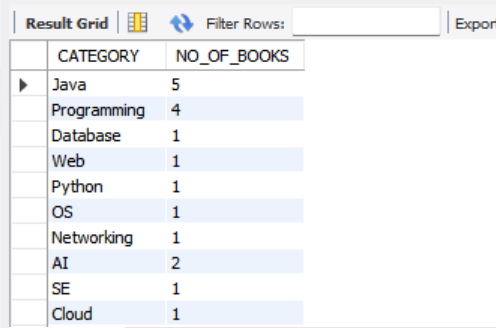 Result Grid Filter Rows: Expor
CATEGORY NO_OF_BOOKS
Java 5
Programming 4
Database 1
Web 1
Python 1
OS 1
Networking 1
AI 2
SE 1
Cloud 1